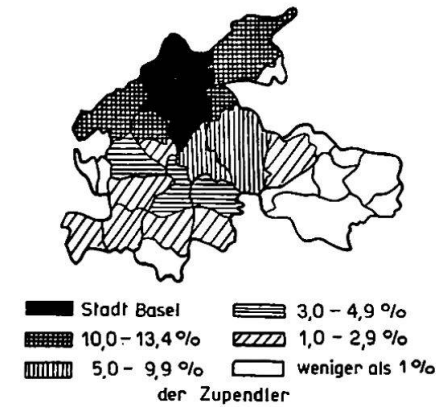 Stadt Basel
10,0 – 13,4 %
5,0 – 9,9 %
3,0 – 4,9 %
1,0 – 2,9 %
weniger als 1 %
der Zupendler